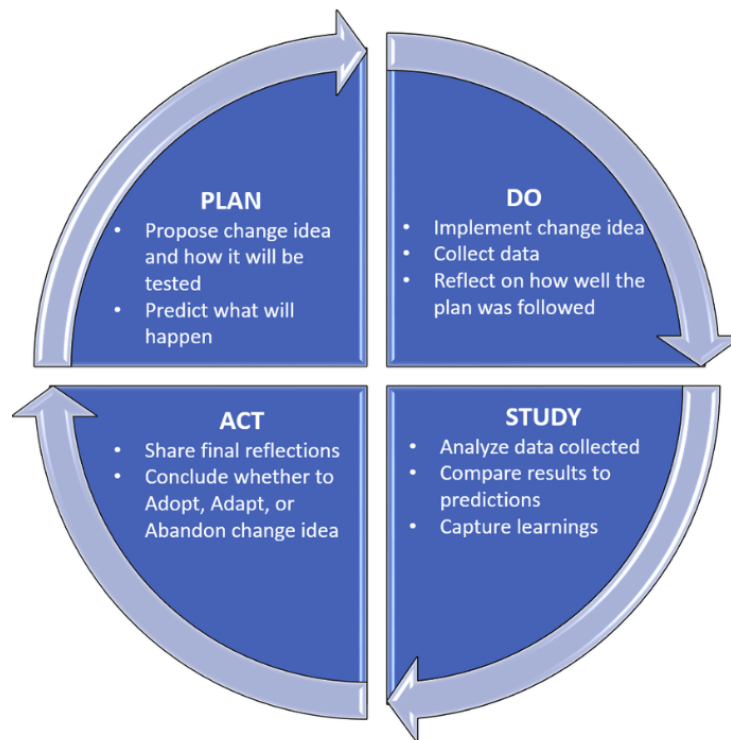 PLAN
• Propose change idea
and how it will be
tested
• Predict what will
happen
DO
• Implement change idea
• Collect data
• Reflect on how well the
plan was followed
ACT
• Share final reflections
• Conclude whether to
Adopt, Adapt, or
Abandon change idea
STUDY
• Analyze data collected
• Compare results to
predictions
• Capture learnings